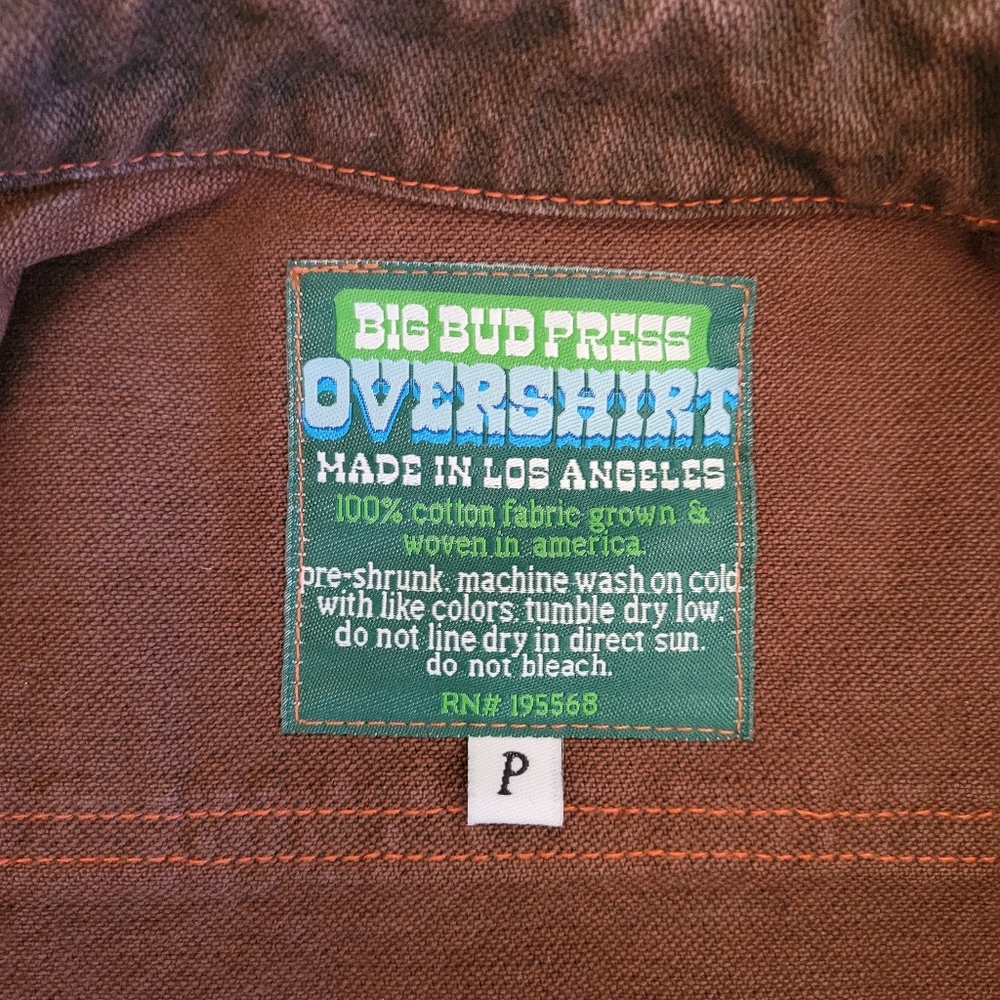 BIG BUD PRESS
OVERSHIRT
MADE IN LOS ANGELES
100% cotton fabric grown &
woven in america.
pre-shrunk. machine wash on cold
with like colors. tumble dry low.
do not line dry in direct sun.
do not bleach.
RN# 195568
P